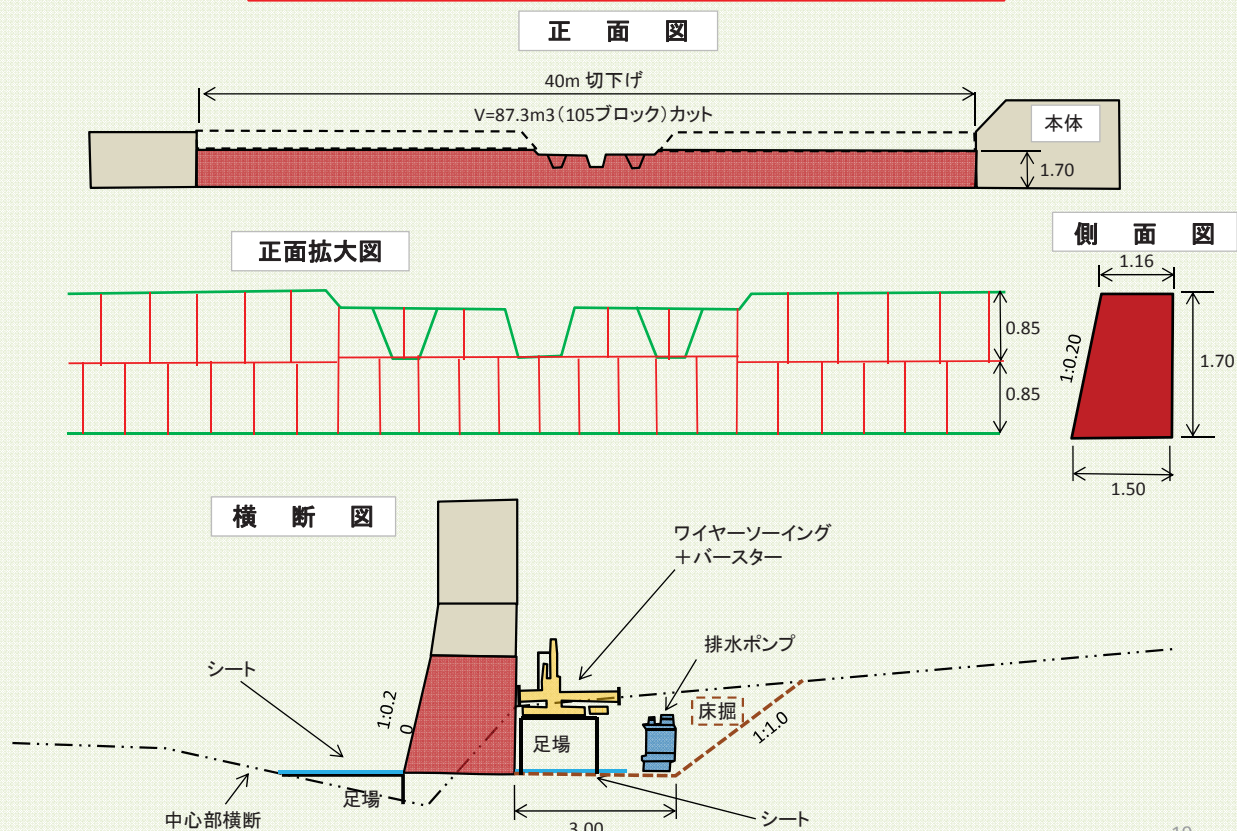 正 面 図
40m 切下げ
V=87.3m3（105ブロック）カット
本体
1.70
正面拡大図
側 面 図
1.16
0.85
0.85
1:0.20
1.70
1.50
横 断 図
ワイヤーソーイング
＋バースター
排水ポンプ
シート
1:0.2
0
床掘
1:1.0
足場
足場
中心部横断
3.00
シート